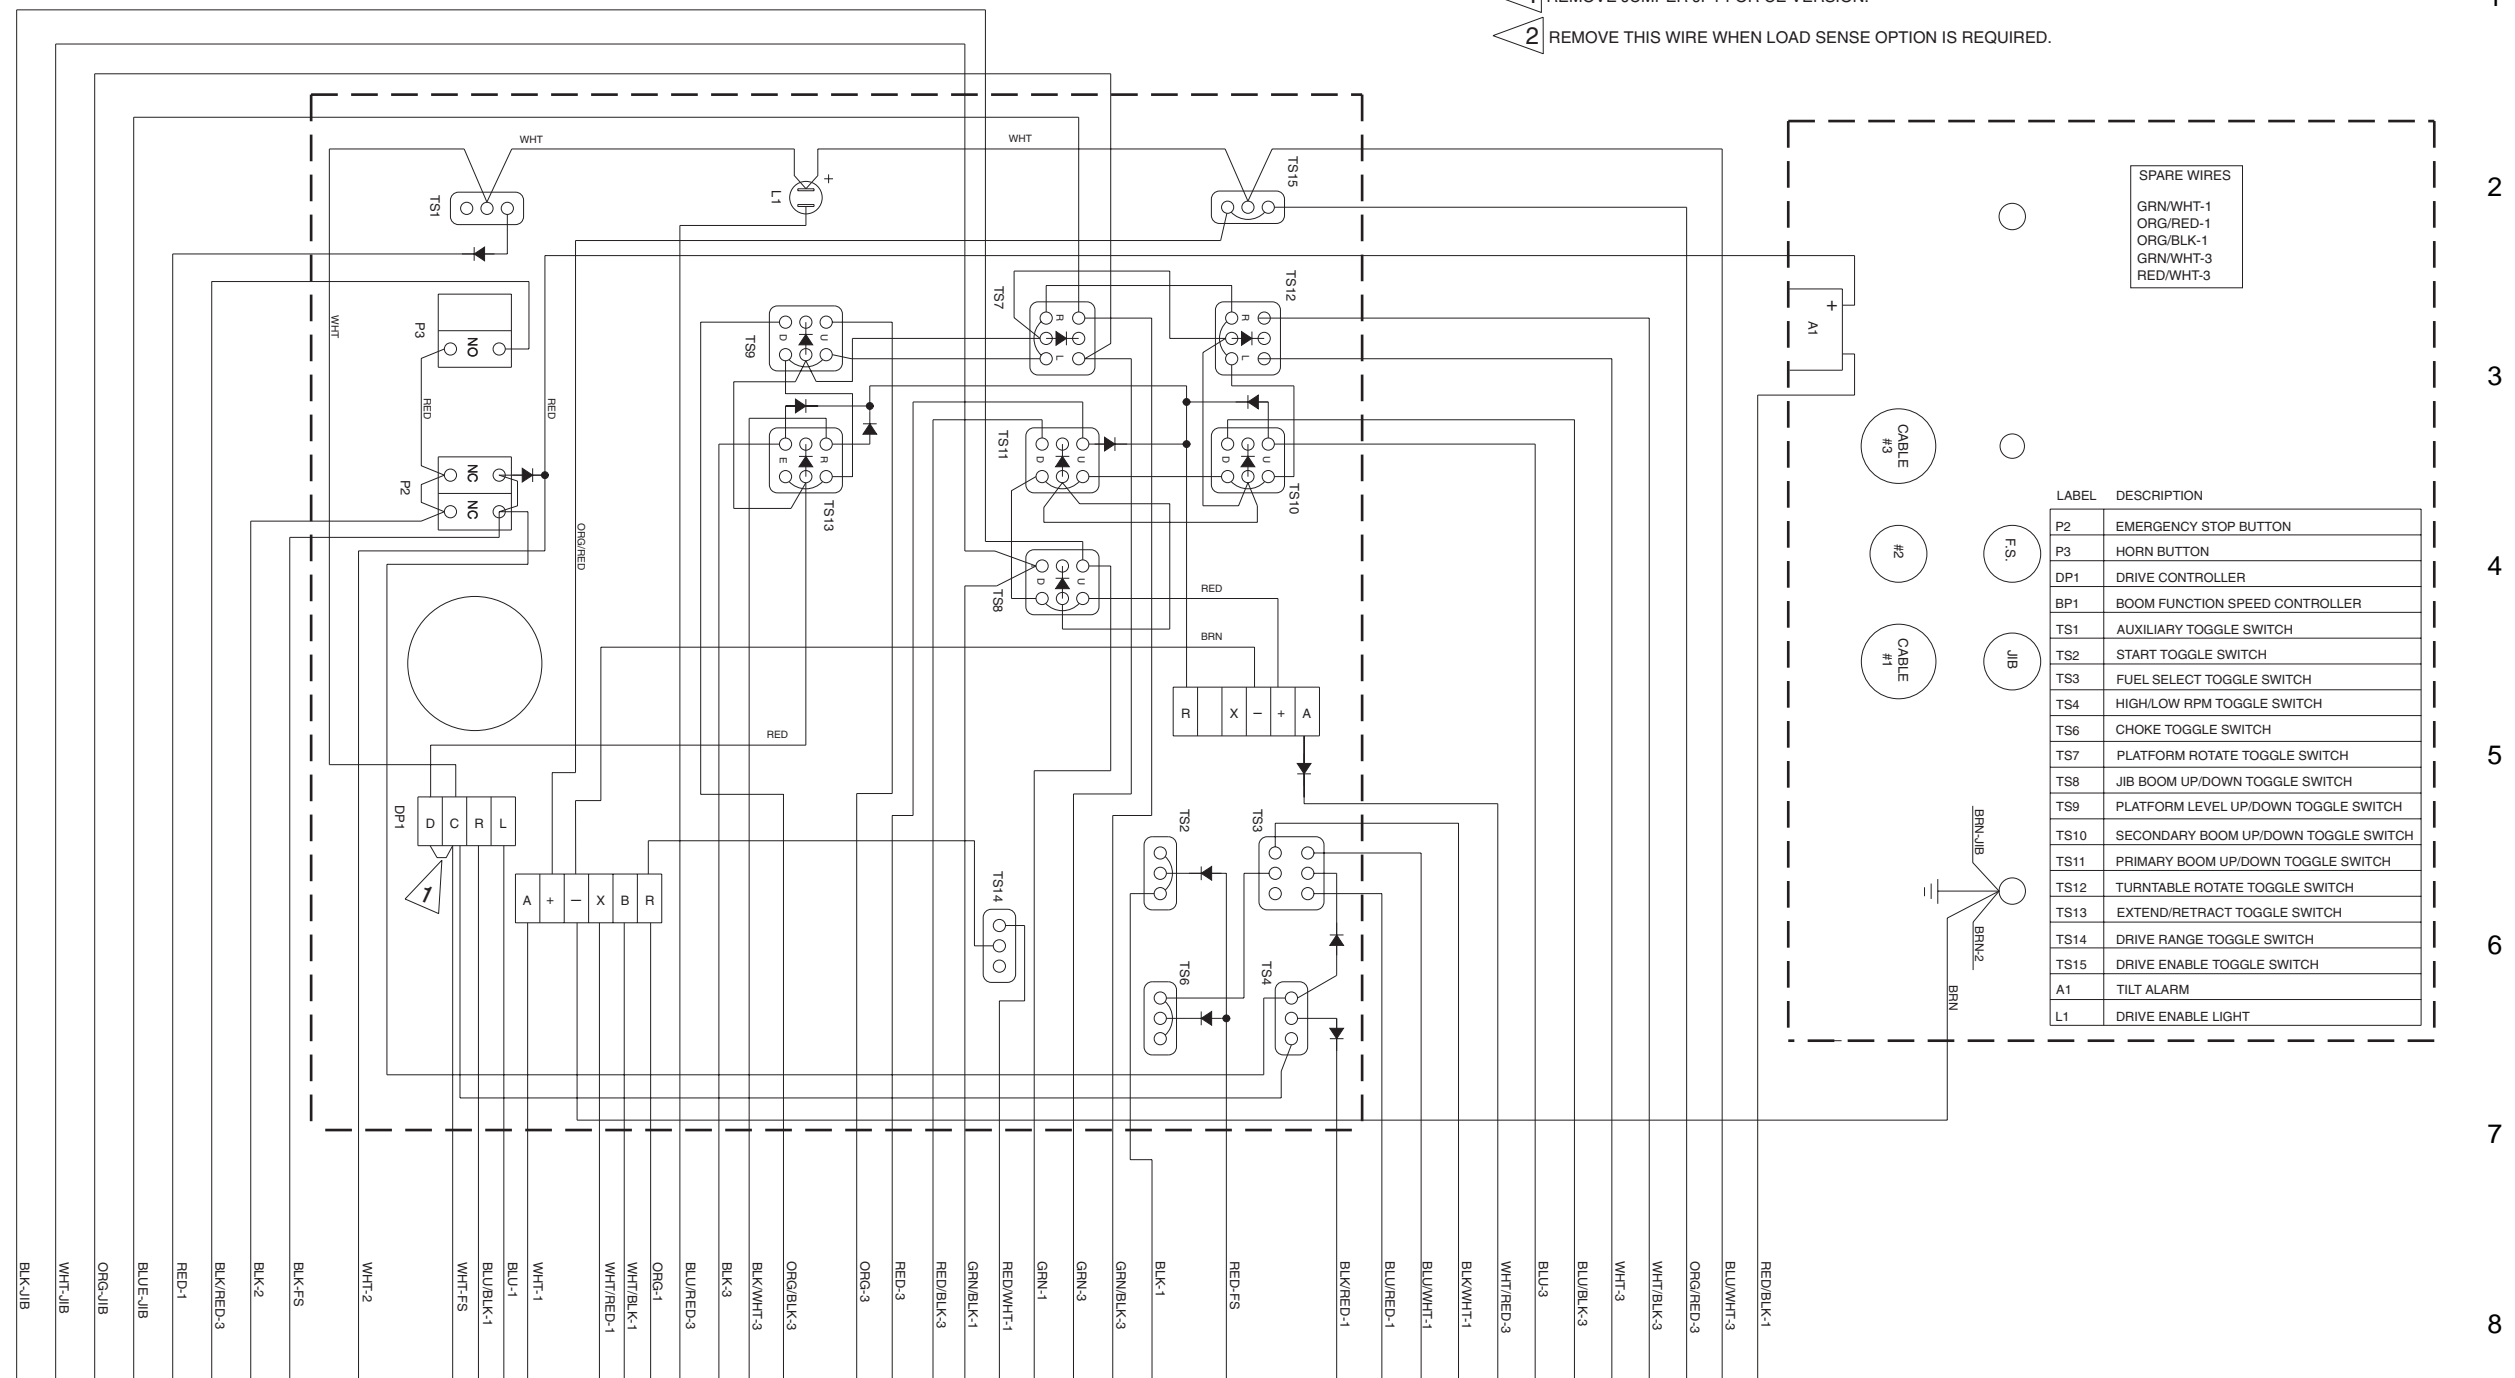 1 REMOVE JUMPER JP1 FOR CE VERSION.
1
2 REMOVE THIS WIRE WHEN LOAD SENSE OPTION IS REQUIRED.
WHT
WHT
TS15
SPARE WIRES
GRN/WHT-1
ORG/RED-1
ORG/BLK-1
GRN/WHT-3
RED/WHT-3
2
TS1
L1
+
TS7
TS12
R
R
L
L
A1
+
P3
NO
WHT
TS9
D
U
3
RED
RED
P2
NC
NC
E
R
TS13
TS11
D
U
D
U
TS10
CABLE
#3
#2
F.S.
CABLE
#1
JIB
ORG/RED
D
U
TS8
RED
BRN
4
R
X
–
+
A
RED
DP1
D
C
R
L
1
A
+
–
X
B
R
TS14
TS2
TS3
TS6
TS4
5
LABEL DESCRIPTION
P2 EMERGENCY STOP BUTTON
P3 HORN BUTTON
DP1 DRIVE CONTROLLER
BP1 BOOM FUNCTION SPEED CONTROLLER
TS1 AUXILIARY TOGGLE SWITCH
TS2 START TOGGLE SWITCH
TS3 FUEL SELECT TOGGLE SWITCH
TS4 HIGH/LOW RPM TOGGLE SWITCH
TS6 CHOKE TOGGLE SWITCH
TS7 PLATFORM ROTATE TOGGLE SWITCH
TS8 JIB BOOM UP/DOWN TOGGLE SWITCH
TS9 PLATFORM LEVEL UP/DOWN TOGGLE SWITCH
TS10 SECONDARY BOOM UP/DOWN TOGGLE SWITCH
TS11 PRIMARY BOOM UP/DOWN TOGGLE SWITCH
TS12 TURNTABLE ROTATE TOGGLE SWITCH
TS13 EXTEND/RETRACT TOGGLE SWITCH
TS14 DRIVE RANGE TOGGLE SWITCH
TS15 DRIVE ENABLE TOGGLE SWITCH
A1 TILT ALARM
L1 DRIVE ENABLE LIGHT
BRN-JIB
BRN-2
BRN
6
7
BLK-JIB
WHT-JIB
ORG-JIB
BLUE-JIB
RED-1
BLK/RED-3
BLK-2
BLK-FS
WHT-2
WHT-FS
BLU/BLK-1
BLU-1
WHT-1
WHT/RED-1
WHT/BLK-1
ORG-1
BLU/RED-3
BLK-3
BLK/WHT-3
ORG/BLK-3
ORG-3
RED-3
RED/BLK-3
GRN/BLK-1
RED/WHT-1
GRN-1
GRN-3
GRN/BLK-3
BLK-1
RED-FS
BLK/RED-1
BLU/RED-1
BLU/WHT-1
BLK/WHT-1
WHT/RED-3
BLU-3
BLU/BLK-3
WHT-3
WHT/BLK-3
ORG/RED-3
BLU/WHT-3
RED/BLK-1
8